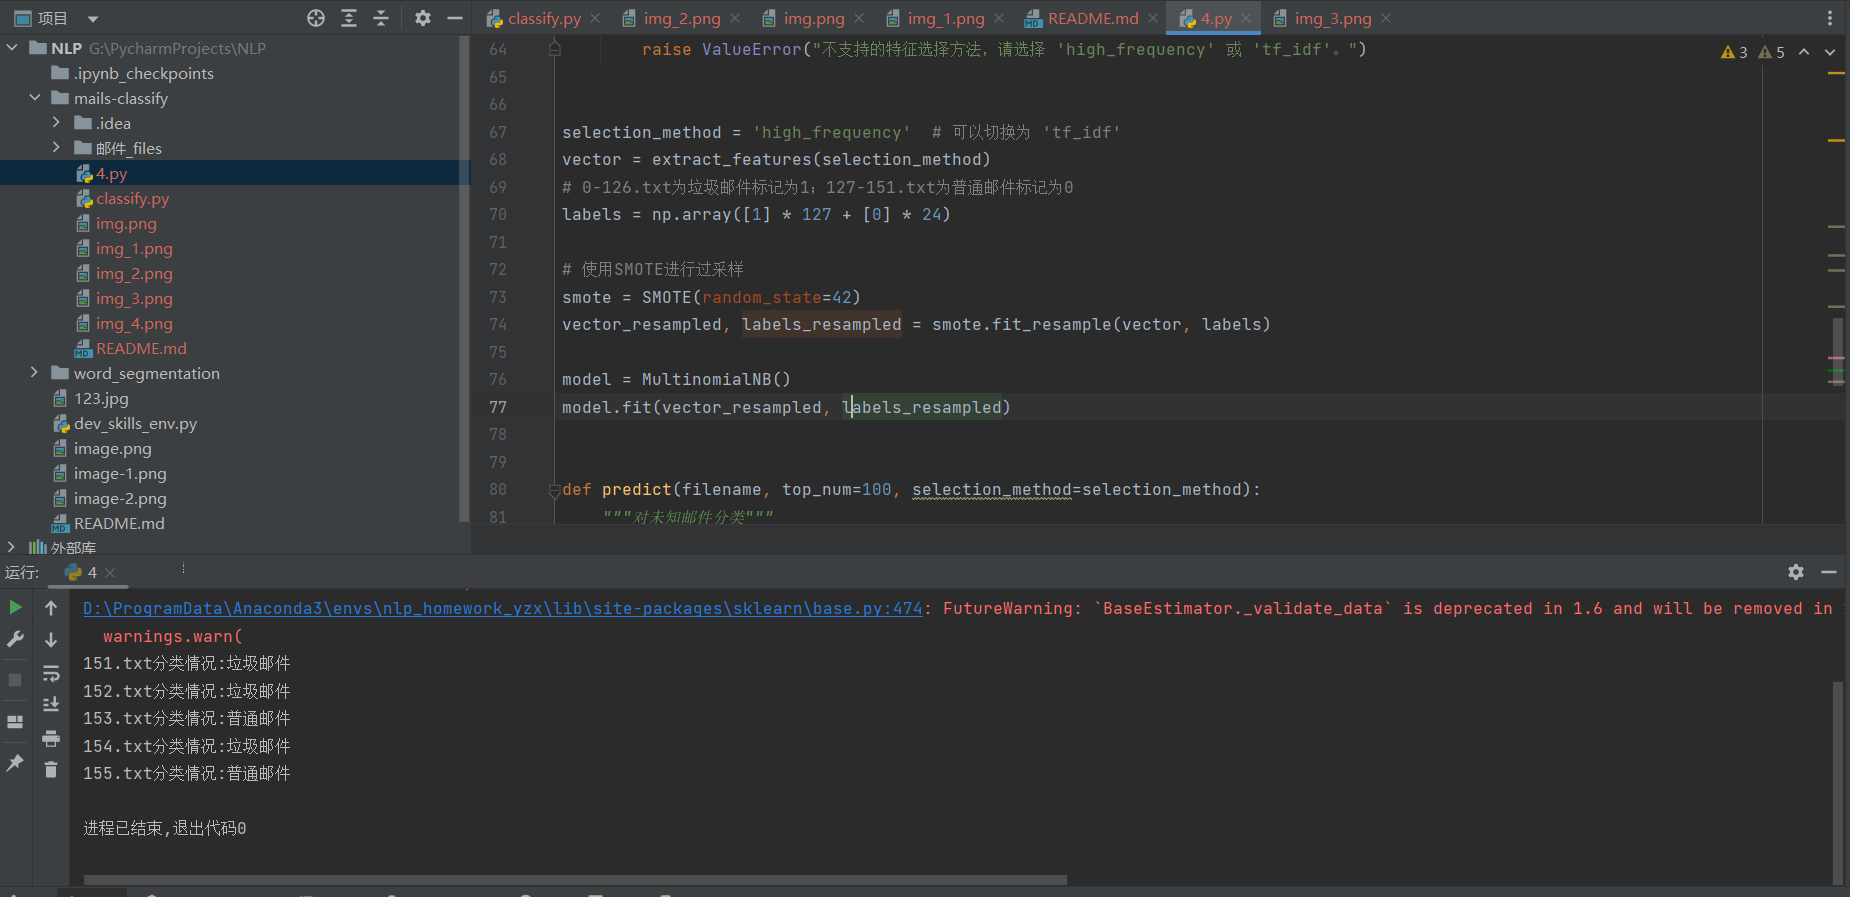 项目
classify.py
img_2.png
img.png
img_1.png
README.md
4.py
img_3.png
NLP G:\PycharmProjects\NLP
.ipynb_checkpoints
mails-classify
.idea
邮件_files
4.py
classify.py
img.png
img_1.png
img_2.png
img_3.png
img_4.png
README.md
word_segmentation
123.jpg
dev_skills_env.py
image.png
image-1.png
image-2.png
README.md
外部库
3 5
64 raise ValueError("不支持的特征选择方法，请选择 'high_frequency' 或 'tf_idf'。")
65
66
67 selection_method = 'high_frequency'  # 可以切换为 'tf_idf'
68 vector = extract_features(selection_method)
69 # 0-126.txt为垃圾邮件标记为1；127-151.txt为普通邮件标记为0
70 labels = np.array([1] * 127 + [0] * 24)
71
72 # 使用SMOTE进行过采样
73 smote = SMOTE(random_state=42)
74 vector_resampled, labels_resampled = smote.fit_resample(vector, labels)
75
76 model = MultinomialNB()
77 model.fit(vector_resampled, labels_resampled)
78
79
80 def predict(filename, top_num=100, selection_method=selection_method):
81 """对未知邮件分类"""
运行: 4
D:\ProgramData\Anaconda3\envs\nlp_homework_yzx\lib\site-packages\sklearn\base.py:474: FutureWarning: `BaseEstimator._validate_data` is deprecated in 1.6 and will be removed in
warnings.warn(
151.txt分类情况:垃圾邮件
152.txt分类情况:垃圾邮件
153.txt分类情况:普通邮件
154.txt分类情况:垃圾邮件
155.txt分类情况:普通邮件
进程已结束,退出代码0